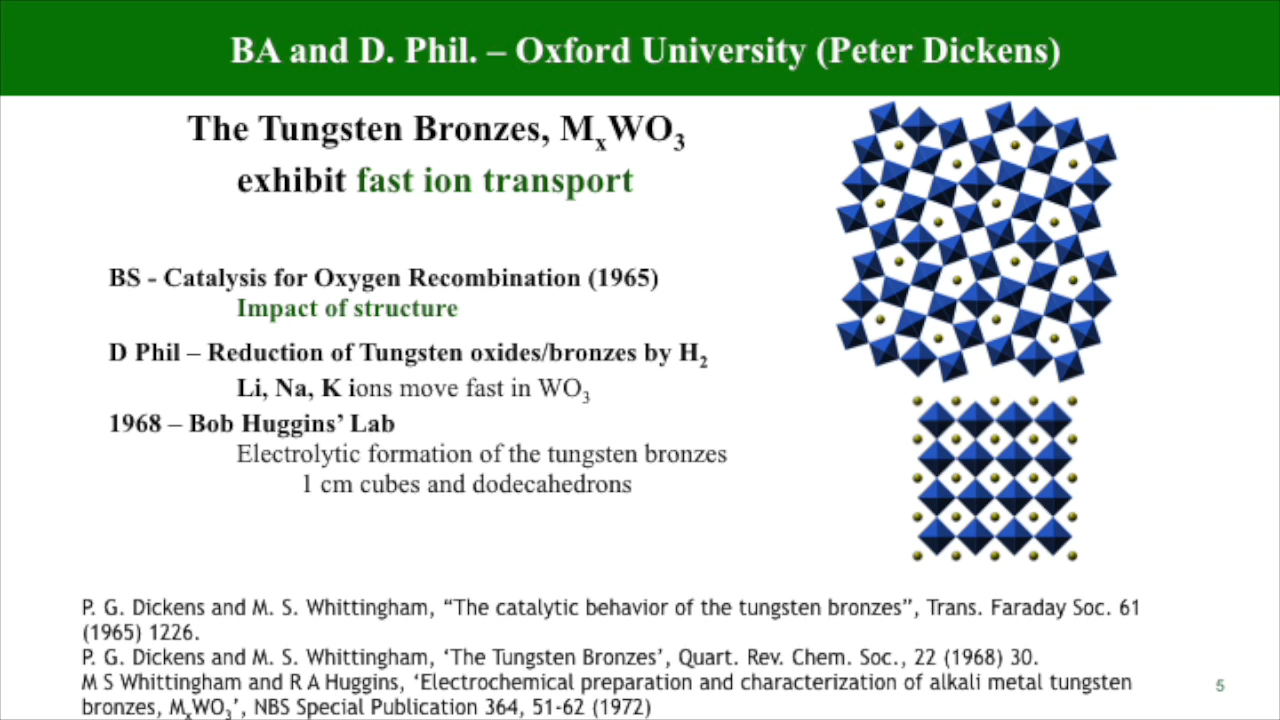 BA and D. Phil. – Oxford University (Peter Dickens)
The Tungsten Bronzes, MₓWO₃
exhibit fast ion transport
BS - Catalysis for Oxygen Recombination (1965)
Impact of structure
D Phil – Reduction of Tungsten oxides/bronzes by H₂
Li, Na, K ions move fast in WO₃
1968 – Bob Huggins’ Lab
Electrolytic formation of the tungsten bronzes
1 cm cubes and dodecahedrons
P. G. Dickens and M. S. Whittingham, “The catalytic behavior of the tungsten bronzes”, Trans. Faraday Soc. 61
(1965) 1226.
P. G. Dickens and M. S. Whittingham, ‘The Tungsten Bronzes’, Quart. Rev. Chem. Soc., 22 (1968) 30.
M S Whittingham and R A Huggins, ‘Electrochemical preparation and characterization of alkali metal tungsten
bronzes, MₓWO₃’, NBS Special Publication 364, 51-62 (1972)
5